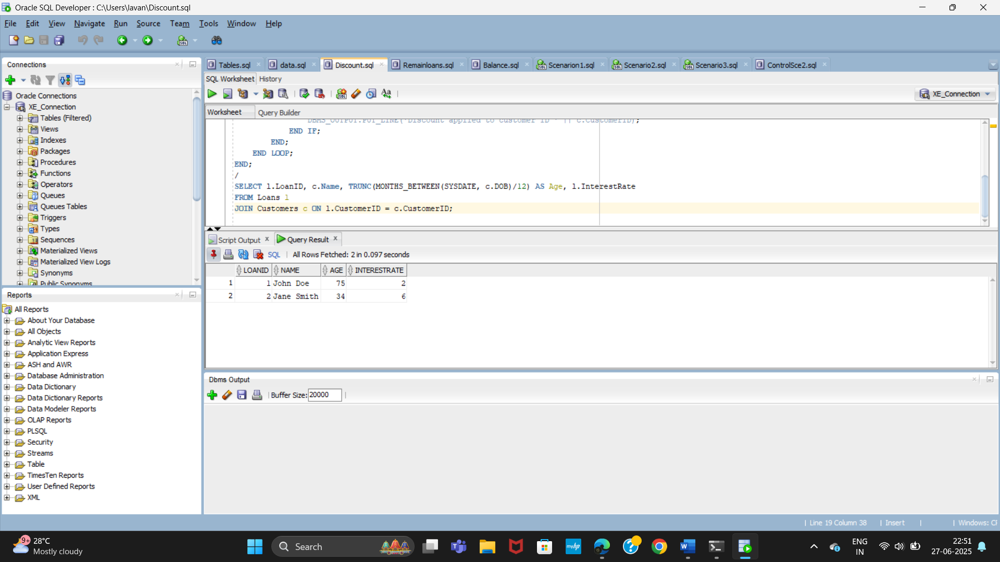 Oracle SQL Developer : C:\Users\lavan\Discount.sql
File Edit View Navigate Run Source Team Tools Window Help
Connections
Oracle Connections
XE_Connection
Tables (Filtered)
Views
Indexes
Packages
Procedures
Functions
Operators
Queues
Queues Tables
Triggers
Types
Sequences
Materialized Views
Materialized View Logs
Synonyms
Public Synonyms
Reports
All Reports
About Your Database
All Objects
Analytic View Reports
Application Express
ASH and AWR
Database Administration
Data Dictionary
Data Dictionary Reports
Data Modeler Reports
OLAP Reports
PLSQL
Security
Streams
Table
TimesTen Reports
User Defined Reports
XML
Tables.sql data.sql Discount.sql Remainloans.sql Balance.sql Scenarion1.sql Scenario2.sql Scenario3.sql ControlSce2.sql
SQL Worksheet History
XE_Connection
Worksheet Query Builder
DBMS_OUTPUT.PUT_LINE('Discount applied to customer ID ' || c.CustomerID);
END IF;
END;
END LOOP;
END;
/
SELECT l.LoanID, c.Name, TRUNC(MONTHS_BETWEEN(SYSDATE, c.DOB)/12) AS Age, l.InterestRate
FROM Loans l
JOIN Customers c ON l.CustomerID = c.CustomerID;
Script Output Query Result
SQL All Rows Fetched: 2 in 0.097 seconds
LOANID NAME AGE INTERESTRATE
1 1 John Doe 75 2
2 2 Jane Smith 34 6
Dbms Output
Buffer Size: 20000
Line 19 Column 38 Insert Windows: CR
9+ 28°C
Mostly cloudy
Search
myhp
ENG
IN
22:51
27-06-2025